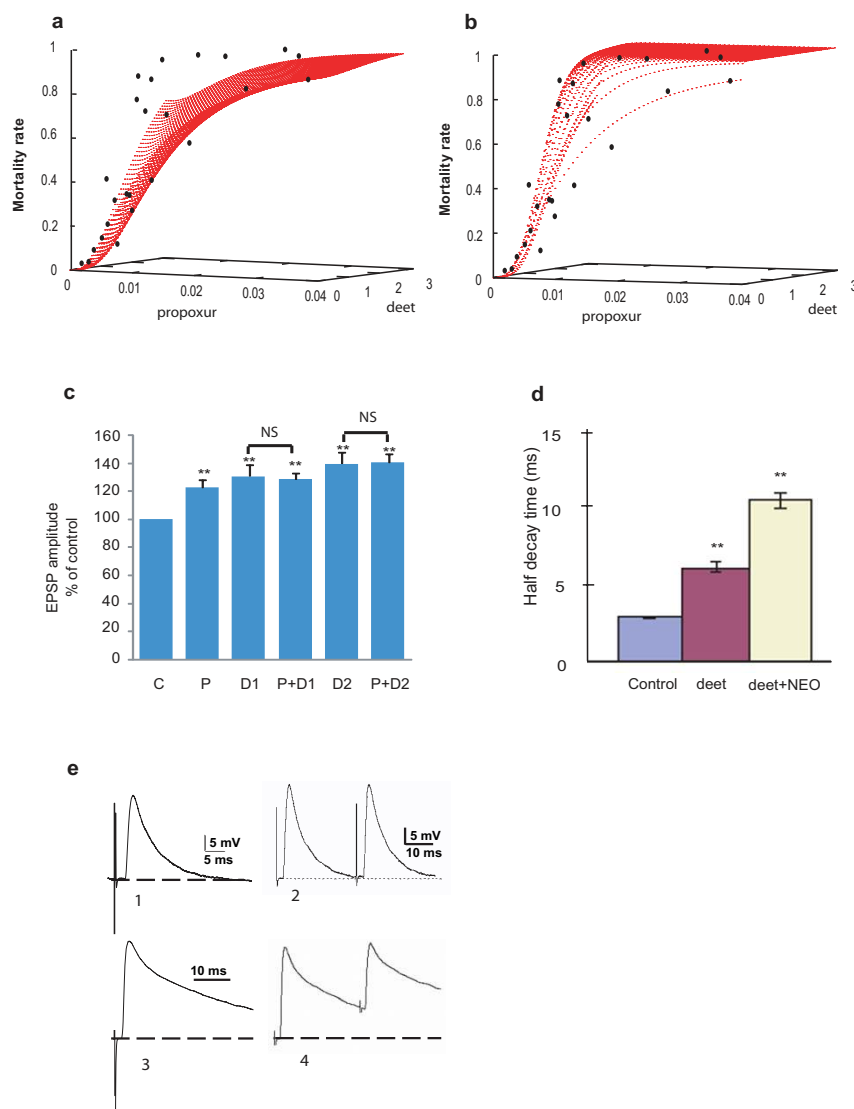 a
Mortality rate
1
0.8
0.6
0.4
0.2
0
0
0.01
0.02
0.03
0.04
0
1
2
3
propoxur
deet
b
Mortality rate
1
0.8
0.6
0.4
0.2
0
0
0.01
0.02
0.03
0.04
0
1
2
3
propoxur
deet
c
EPSP amplitude
% of control
160
140
120
100
80
60
40
20
0
**
**
**
**
**
NS
NS
C P D1 P+D1 D2 P+D2
d
Half decay time (ms)
15
10
5
0
**
**
Control deet deet+NEO
e
5 mV
5 ms
1
5 mV
10 ms
2
10 ms
3
4